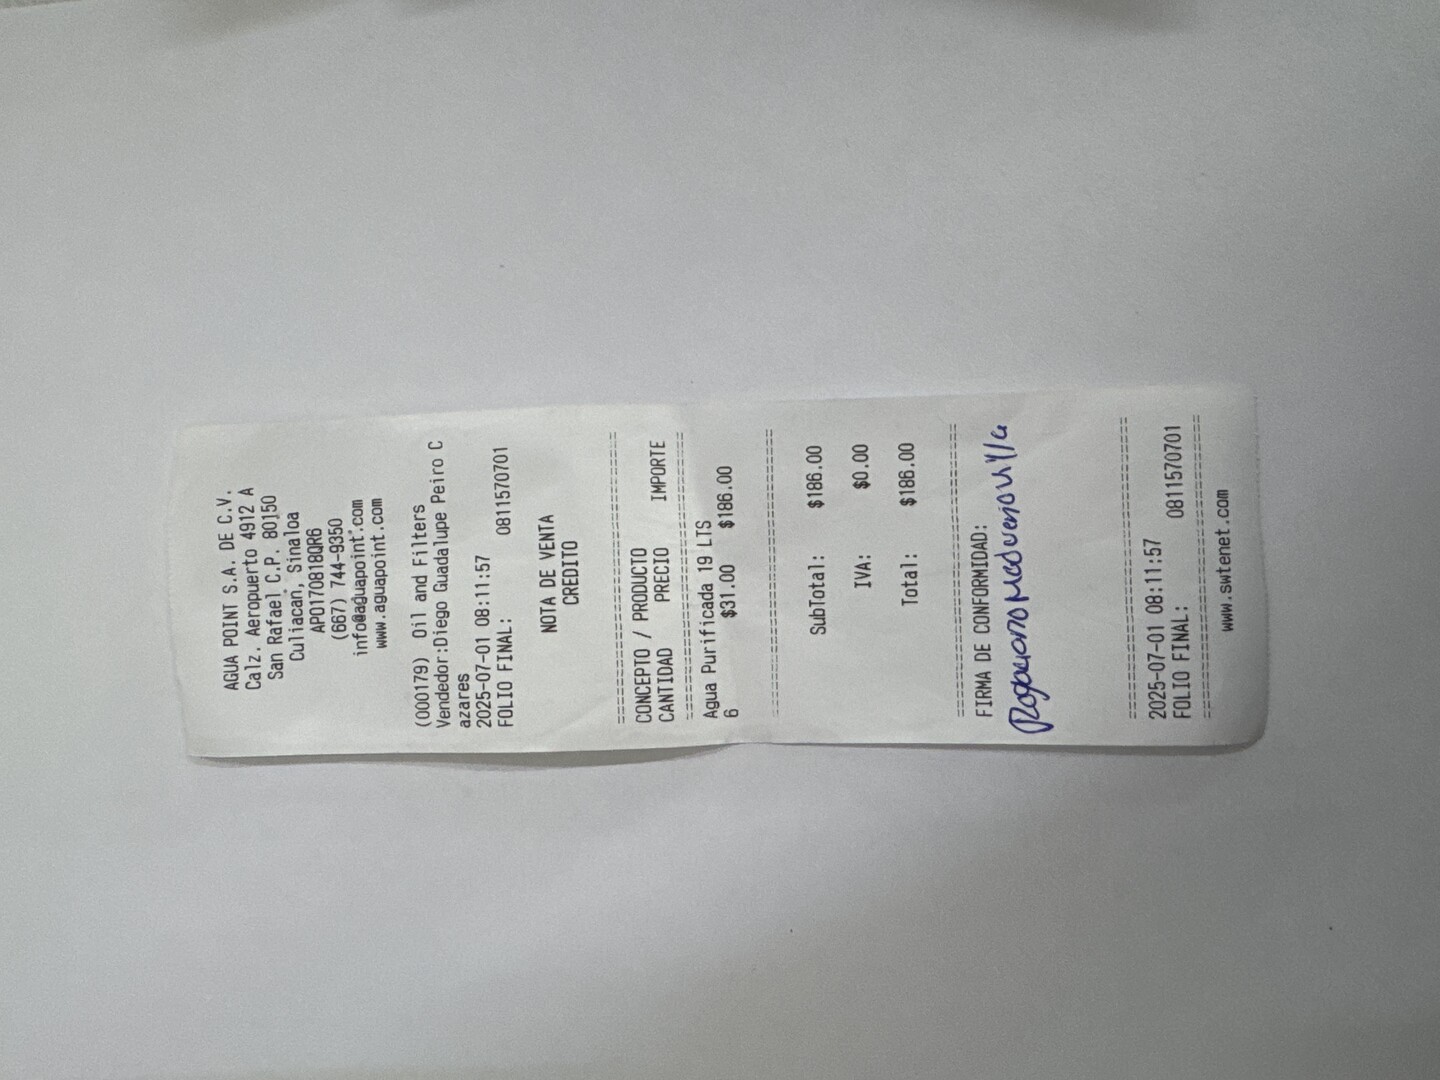 AGUA POINT S.A. DE C.V.
Calz. Aeropuerto 4912 A
San Rafael C.P. 80150
Culiacan, Sinaloa
APO170818QR6
(667) 744-9350
info@aguapoint.com
www.aguapoint.com
(000179) Oil and Filters
Vendedor:Diego Guadalupe Peiro C
azares
2025-07-01 08:11:57
FOLIO FINAL: 0811570701
NOTA DE VENTA
CREDITO
================================
CONCEPTO / PRODUCTO
CANTIDAD PRECIO IMPORTE
================================
Agua Purificada 19 LTS
6 $31.00 $186.00
================================
SubTotal: $186.00
IVA: $0.00
Total: $186.00
================================
FIRMA DE CONFORMIDAD:
================================
2025-07-01 08:11:57
FOLIO FINAL: 0811570701
================================
www.swtenet.com